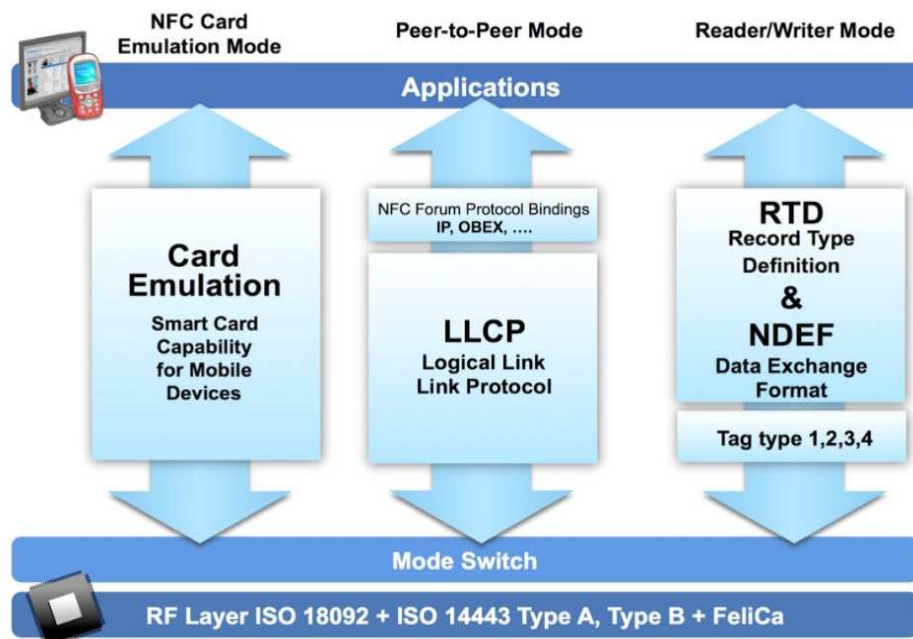 NFC Card
Emulation Mode
Peer-to-Peer Mode
Reader/Writer Mode
Applications
Card
Emulation
Smart Card
Capability
for Mobile
Devices
NFC Forum Protocol Bindings
IP, OBEX, ....
LLCP
Logical Link
Link Protocol
RTD
Record Type
Definition
&
NDEF
Data Exchange
Format
Tag type 1,2,3,4
Mode Switch
RF Layer ISO 18092 + ISO 14443 Type A, Type B + FeliCa